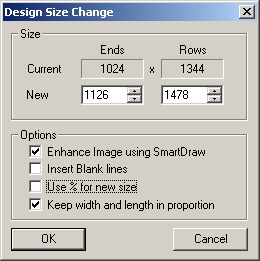 Design Size Change
Size
Ends Rows
Current 1024 x 1344
New 1126 1478
Options
Enhance Image using SmartDraw
Insert Blank lines
Use % for new size
Keep width and length in proportion
OK Cancel